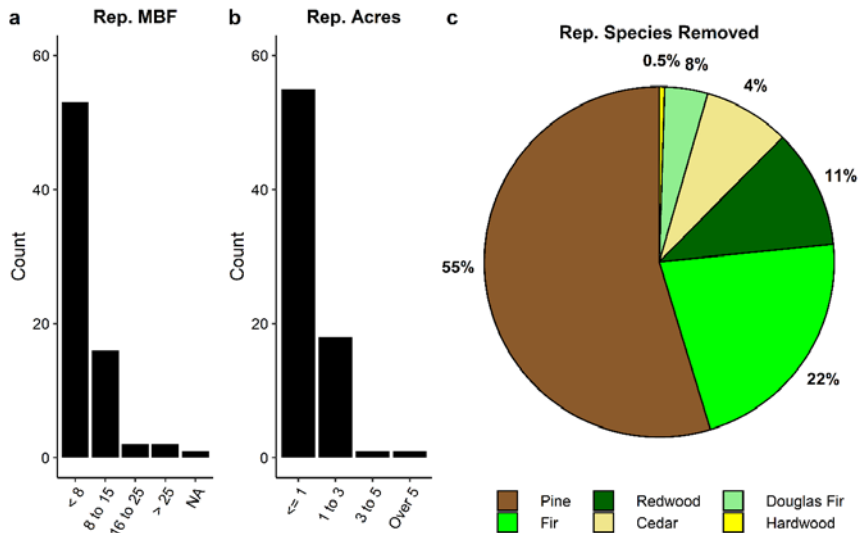 a
Rep. MBF
60
40
20
0
Count
< 8
8 to 15
16 to 25
> 25
NA
b
Rep. Acres
60
40
20
0
Count
<= 1
1 to 3
3 to 5
Over 5
c
Rep. Species Removed
0.5%
8%
4%
11%
22%
55%
Pine
Redwood
Douglas Fir
Fir
Cedar
Hardwood